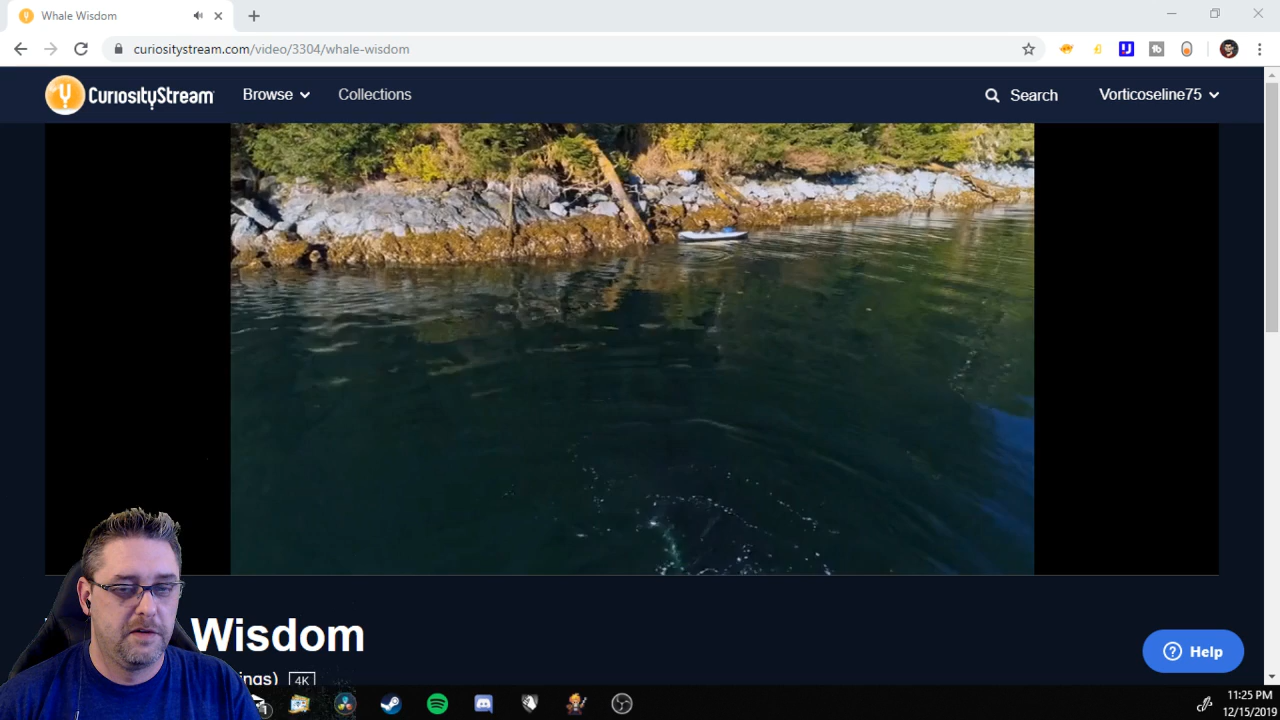 Whale Wisdom
curiositystream.com/video/3304/whale-wisdom
CURIOSITYSTREAM
Browse
Collections
Search
Vorticoseline75
Wisdom
ngs)
4K
Help
11:25 PM
12/15/2019